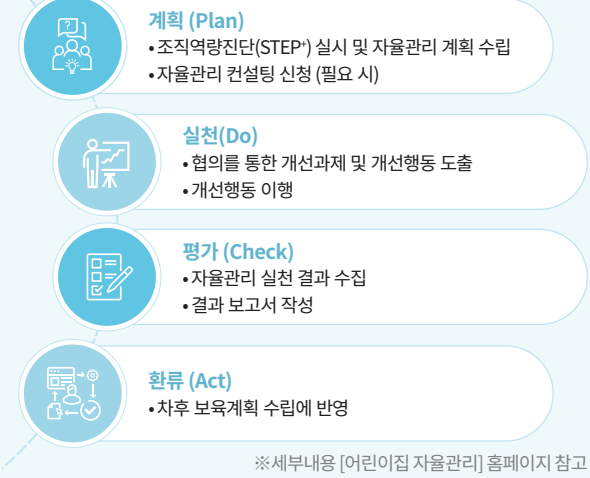 계획 (Plan)
•조직역량진단(STEP⁺) 실시 및 자율관리 계획 수립
•자율관리 컨설팅 신청 (필요 시)
실천(Do)
•협의를 통한 개선과제 및 개선행동 도출
•개선행동 이행
평가 (Check)
•자율관리 실천 결과 수집
•결과 보고서 작성
환류 (Act)
•차후 보육계획 수립에 반영
※세부내용 [어린이집 자율관리] 홈페이지 참고